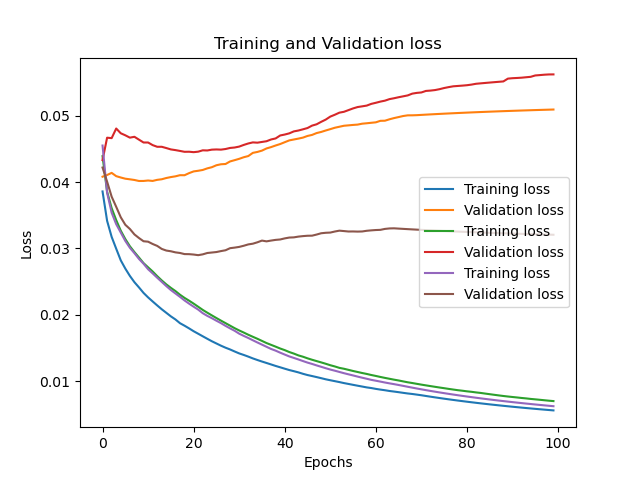 Training and Validation loss
Loss
0.05
0.04
0.03
0.02
0.01
Training loss
Validation loss
Training loss
Validation loss
Training loss
Validation loss
0
20
40
60
80
100
Epochs